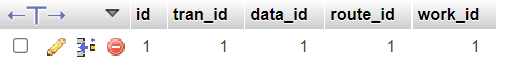 id tran_id data_id route_id work_id
1 1 1 1 1